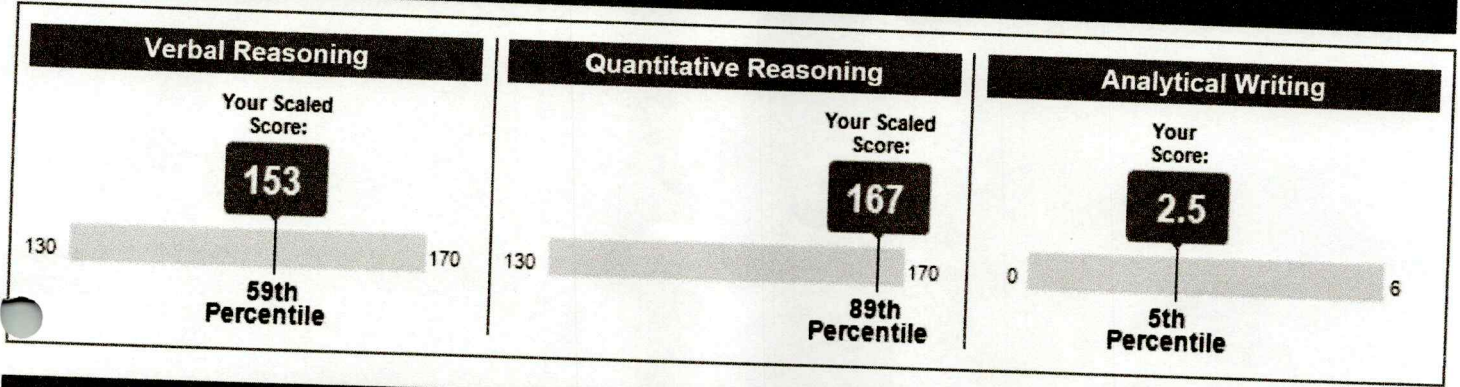 Verbal Reasoning
Your Scaled
Score:
153
130
170
59th
Percentile
Quantitative Reasoning
Your Scaled
Score:
167
130
170
89th
Percentile
Analytical Writing
Your
Score:
2.5
0
6
5th
Percentile